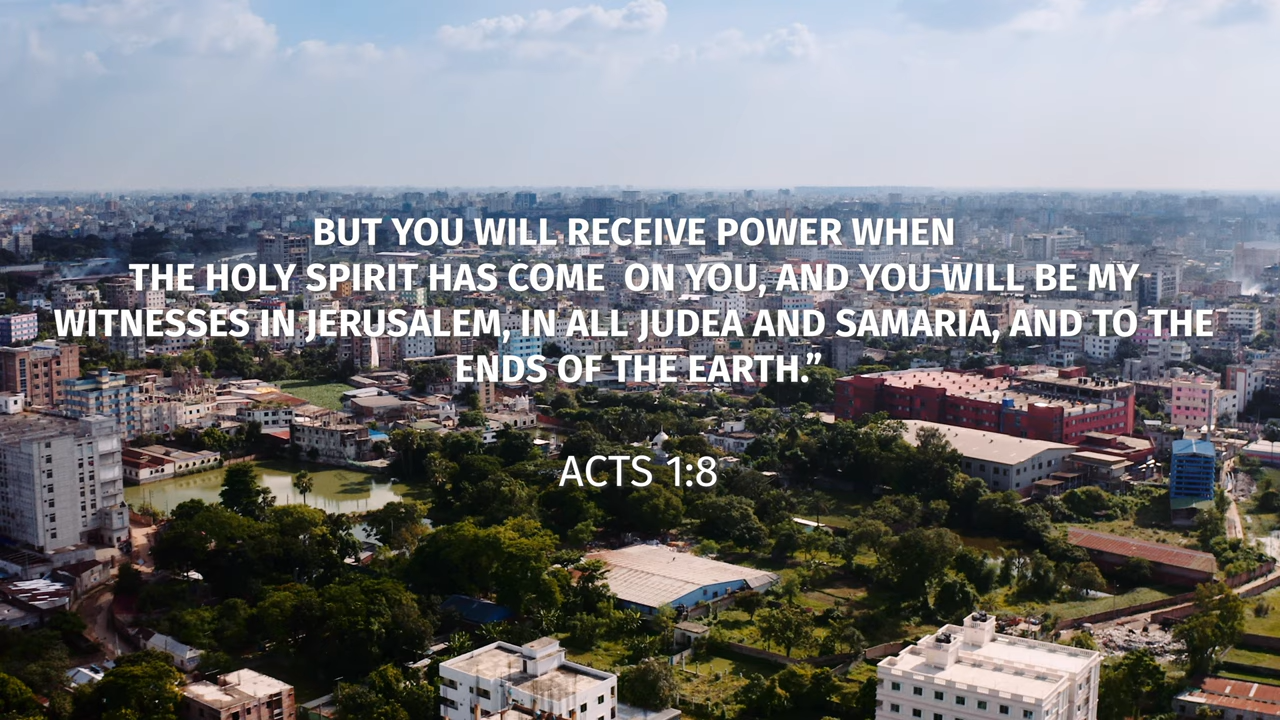 BUT YOU WILL RECEIVE POWER WHEN
THE HOLY SPIRIT HAS COME  ON YOU, AND YOU WILL BE MY
WITNESSES IN JERUSALEM, IN ALL JUDEA AND SAMARIA, AND TO THE
ENDS OF THE EARTH.”
ACTS 1:8